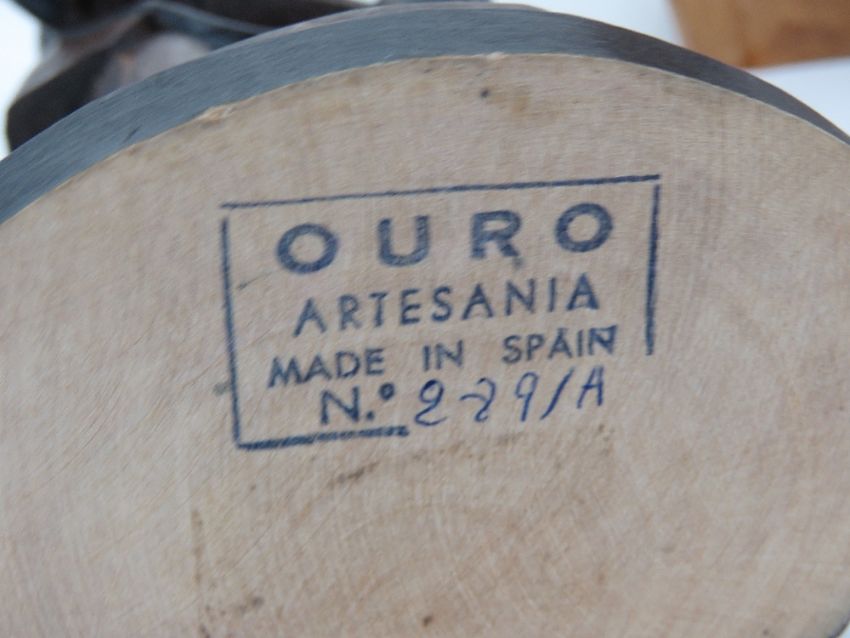 OURO
ARTESANIA
MADE IN SPAIN
N.º 229/A